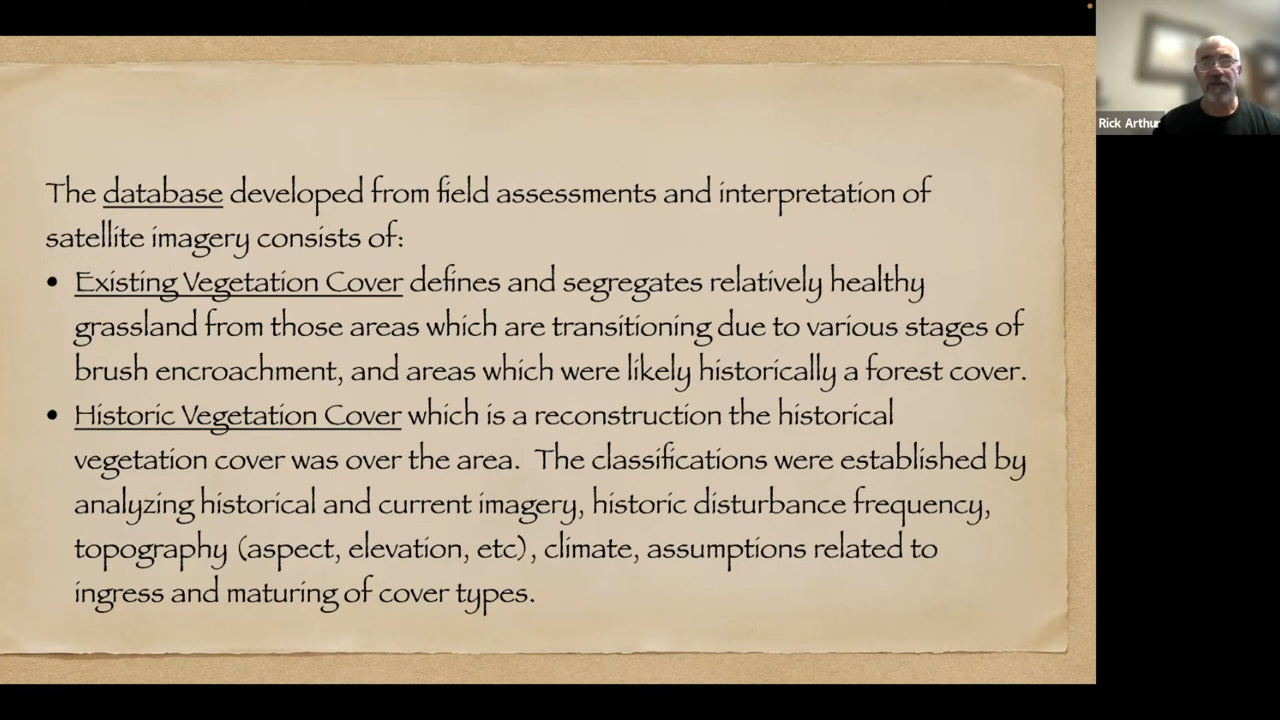 The database developed from field assessments and interpretation of
satellite imagery consists of:
• Existing Vegetation Cover defines and segregates relatively healthy
grassland from those areas which are transitioning due to various stages of
brush encroachment, and areas which were likely historically a forest cover.
• Historic Vegetation Cover which is a reconstruction the historical
vegetation cover was over the area. The classifications were established by
analyzing historical and current imagery, historic disturbance frequency,
topography (aspect, elevation, etc), climate, assumptions related to
ingress and maturing of cover types.
Rick Arthur